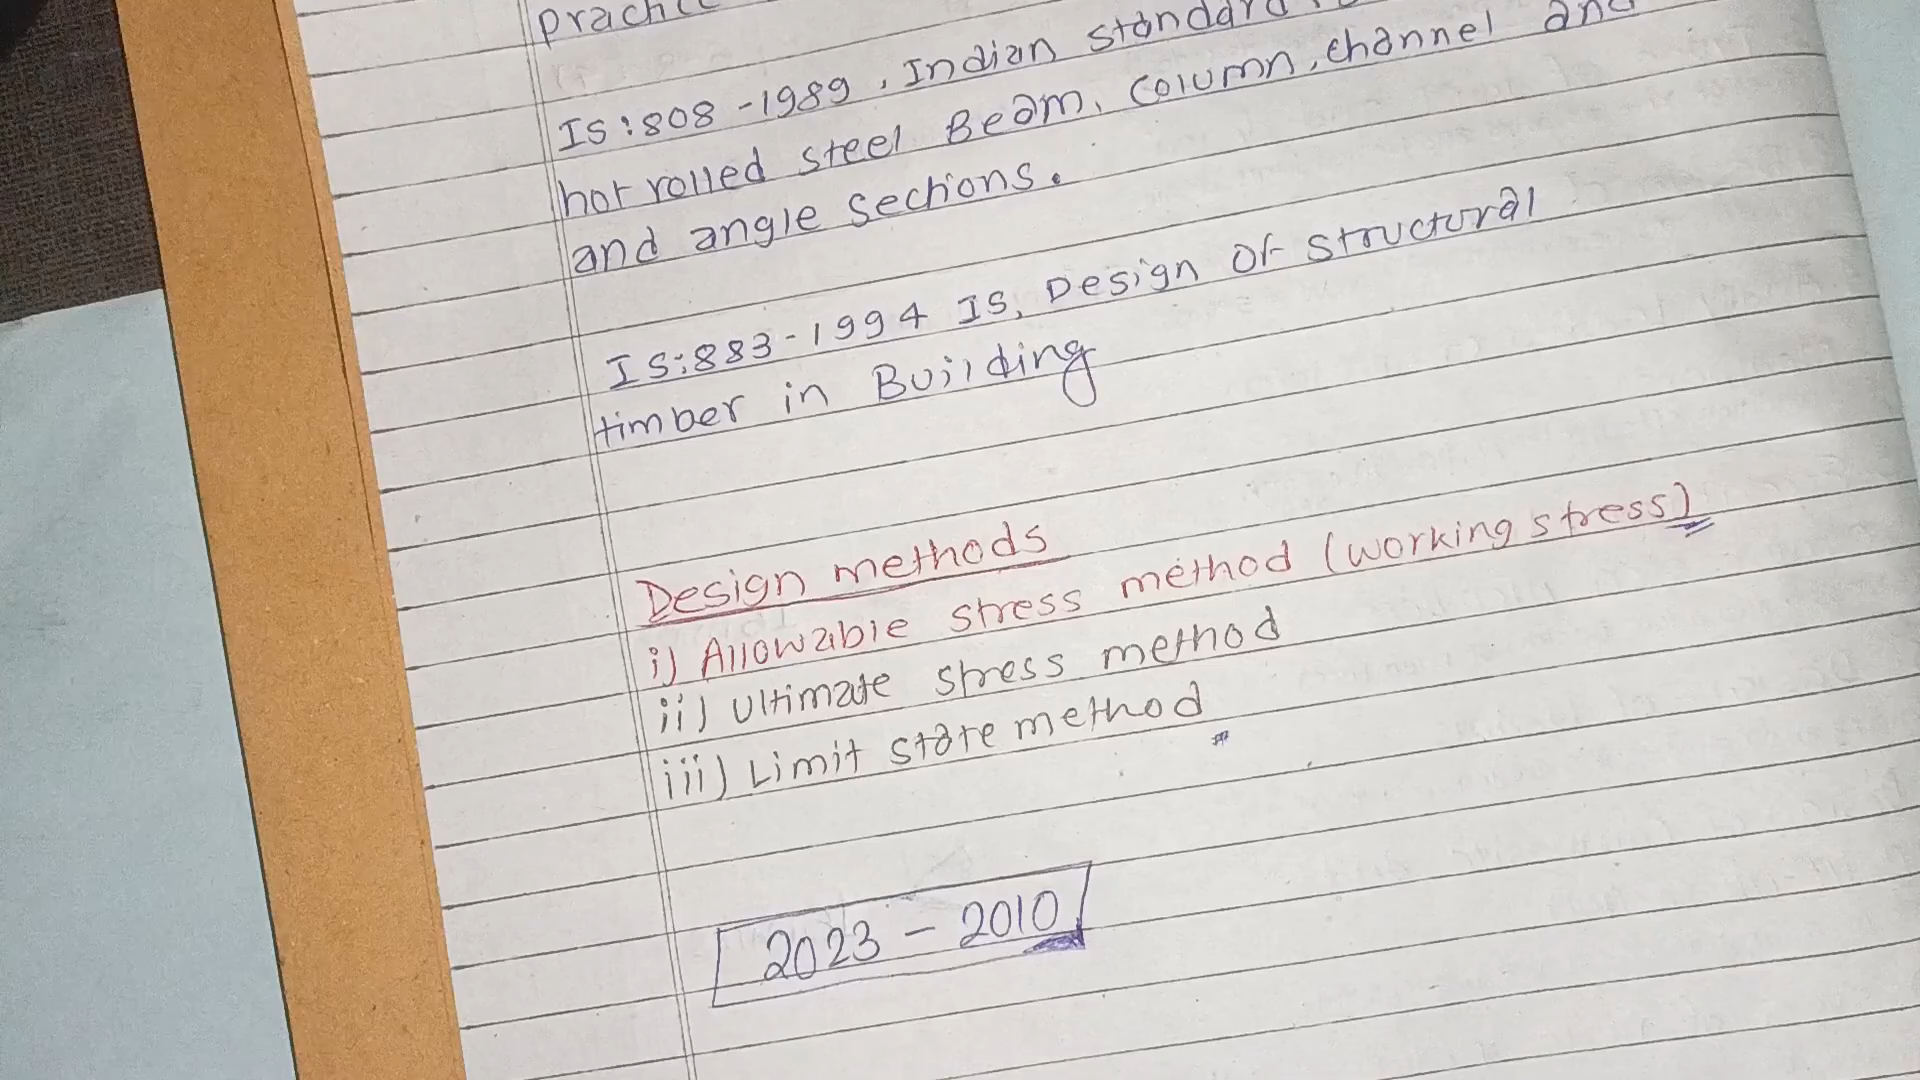 IS:808-1989, Indian standard
hot rolled steel Beam, column, channel and
and angle sections.
IS:883-1994 IS, Design of structural
timber in Building
Design methods
i) Allowable stress method (working stress)
ii) Ultimate stress method
iii) Limit state method
2023 - 2010